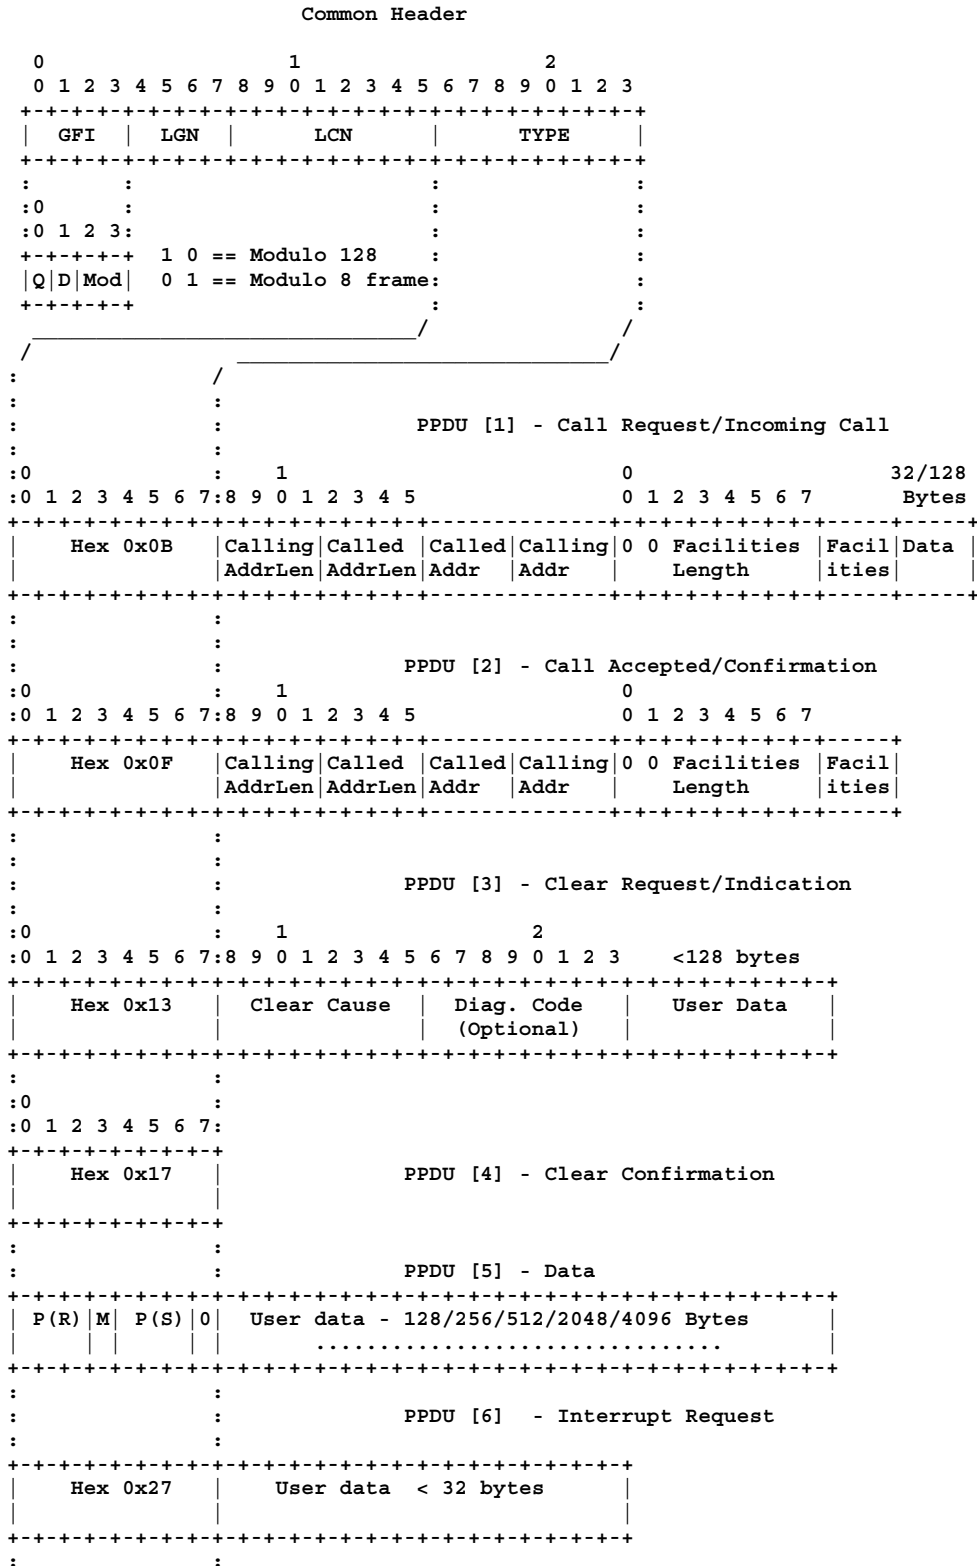 Common Header

  0                   1                   2
  0 1 2 3 4 5 6 7 8 9 0 1 2 3 4 5 6 7 8 9 0 1 2 3
 +-+-+-+-+-+-+-+-+-+-+-+-+-+-+-+-+-+-+-+-+-+-+-+-+
 |  GFI  |  LGN  |      LCN      |      TYPE     |
 +-+-+-+-+-+-+-+-+-+-+-+-+-+-+-+-+-+-+-+-+-+-+-+-+
 :       :                       :               :
 :0      :                       :               :
 :0 1 2 3:                       :               :
 +-+-+-+-+  1 0 == Modulo 128    :               :
 |Q|D|Mod|  0 1 == Modulo 8 frame:               :
 +-+-+-+-+                       :               :
  ______________________________/               /
 /                _____________________________/
:               /
:               :
:               :               PPDU [1] - Call Request/Incoming Call
:               :
:0              :    1                          0                    32/128
:0 1 2 3 4 5 6 7:8 9 0 1 2 3 4 5                0 1 2 3 4 5 6 7       Bytes
+-+-+-+-+-+-+-+-+-+-+-+-+-+-+-+-+--------------+-+-+-+-+-+-+-+-+-----+-----+
|    Hex 0x0B   |Calling|Called |Called|Calling|0 0 Facilities |Facil|Data |
|               |AddrLen|AddrLen|Addr  |Addr   |    Length     |ities|     |
+-+-+-+-+-+-+-+-+-+-+-+-+-+-+-+-+--------------+-+-+-+-+-+-+-+-+-----+-----+
:               :
:               :
:               :              PPDU [2] - Call Accepted/Confirmation
:0              :    1                          0
:0 1 2 3 4 5 6 7:8 9 0 1 2 3 4 5                0 1 2 3 4 5 6 7
+-+-+-+-+-+-+-+-+-+-+-+-+-+-+-+-+--------------+-+-+-+-+-+-+-+-+-----+
|    Hex 0x0F   |Calling|Called |Called|Calling|0 0 Facilities |Facil|
|               |AddrLen|AddrLen|Addr  |Addr   |    Length     |ities|
+-+-+-+-+-+-+-+-+-+-+-+-+-+-+-+-+--------------+-+-+-+-+-+-+-+-+-----+
:               :
:               :
:               :              PPDU [3] - Clear Request/Indication
:               :
:0              :    1                   2
:0 1 2 3 4 5 6 7:8 9 0 1 2 3 4 5 6 7 8 9 0 1 2 3    <128 bytes
+-+-+-+-+-+-+-+-+-+-+-+-+-+-+-+-+-+-+-+-+-+-+-+-+-+-+-+-+-+-+-+-+
|    Hex 0x13   |  Clear Cause  |  Diag. Code   |   User Data   |
|               |               |  (Optional)   |               |
+-+-+-+-+-+-+-+-+-+-+-+-+-+-+-+-+-+-+-+-+-+-+-+-+-+-+-+-+-+-+-+-+
:               :
:0              :
:0 1 2 3 4 5 6 7:
+-+-+-+-+-+-+-+-+
|    Hex 0x17   |              PPDU [4] - Clear Confirmation
|               |
+-+-+-+-+-+-+-+-+
:               :
:               :              PPDU [5] - Data
+-+-+-+-+-+-+-+-+-+-+-+-+-+-+-+-+-+-+-+-+-+-+-+-+-+-+-+-+-+-+-+-+
| P(R)|M| P(S)|0|  User data - 128/256/512/2048/4096 Bytes      |
|     | |     | |       ................................        |
+-+-+-+-+-+-+-+-+-+-+-+-+-+-+-+-+-+-+-+-+-+-+-+-+-+-+-+-+-+-+-+-+
:               :
:               :              PPDU [6]  - Interrupt Request
:               :
+-+-+-+-+-+-+-+-+-+-+-+-+-+-+-+-+-+-+-+-+-+-+-+-+
|    Hex 0x27   |    User data  < 32 bytes      |
|               |                               |
+-+-+-+-+-+-+-+-+-+-+-+-+-+-+-+-+-+-+-+-+-+-+-+-+
:               :